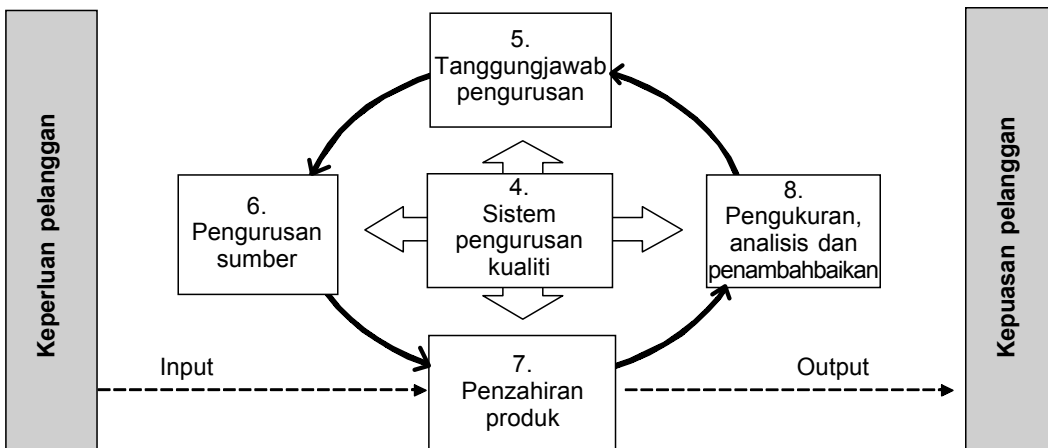 Keperluan pelanggan
5.
Tanggungjawab
pengurusan
6.
Pengurusan
sumber
4.
Sistem
pengurusan
kualiti
8.
Pengukuran,
analisis dan
penambahbaikan
Input
7.
Penzahiran
produk
Output
Kepuasan pelanggan